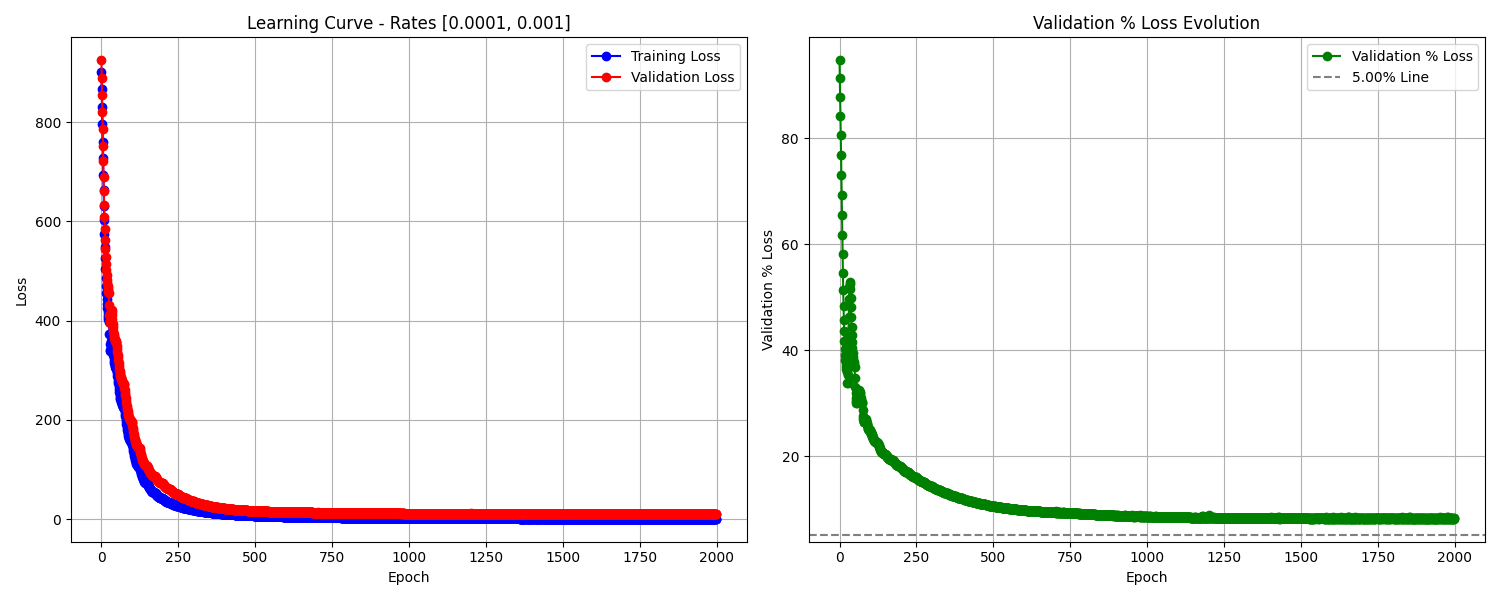 Learning Curve - Rates [0.0001, 0.001]
Training Loss
Validation Loss
Loss
800
600
400
200
0
0
250
500
750
1000
1250
1500
1750
2000
Epoch
Validation % Loss Evolution
Validation % Loss
5.00% Line
Validation % Loss
80
60
40
20
0
250
500
750
1000
1250
1500
1750
2000
Epoch